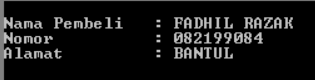 Nama Pembeli : FADHIL RAZAK
Nomor : 082199084
Alamat : BANTUL